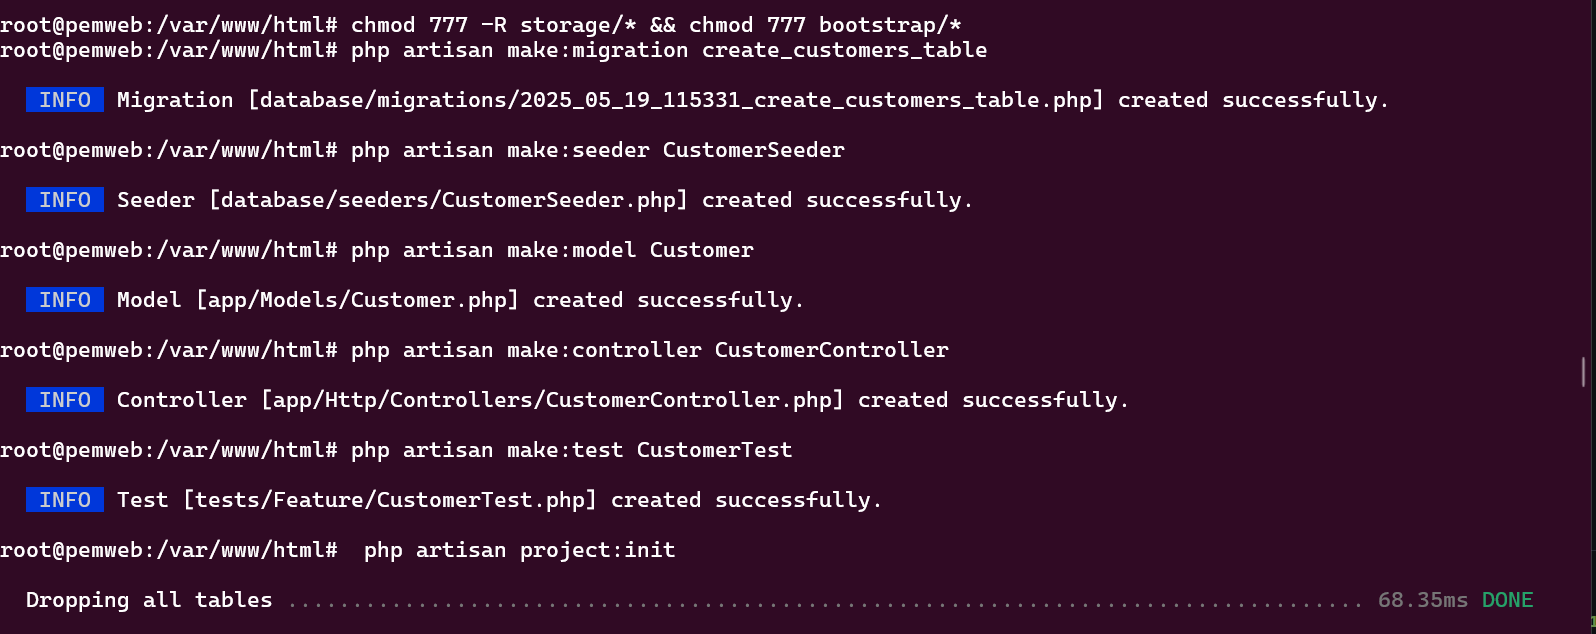 root@pemweb:/var/www/html# chmod 777 -R storage/* && chmod 777 bootstrap/*
root@pemweb:/var/www/html# php artisan make:migration create_customers_table
INFO Migration [database/migrations/2025_05_19_115331_create_customers_table.php] created successfully.
root@pemweb:/var/www/html# php artisan make:seeder CustomerSeeder
INFO Seeder [database/seeders/CustomerSeeder.php] created successfully.
root@pemweb:/var/www/html# php artisan make:model Customer
INFO Model [app/Models/Customer.php] created successfully.
root@pemweb:/var/www/html# php artisan make:controller CustomerController
INFO Controller [app/Http/Controllers/CustomerController.php] created successfully.
root@pemweb:/var/www/html# php artisan make:test CustomerTest
INFO Test [tests/Feature/CustomerTest.php] created successfully.
root@pemweb:/var/www/html#  php artisan project:init
Dropping all tables ................................................................................... 68.35ms DONE